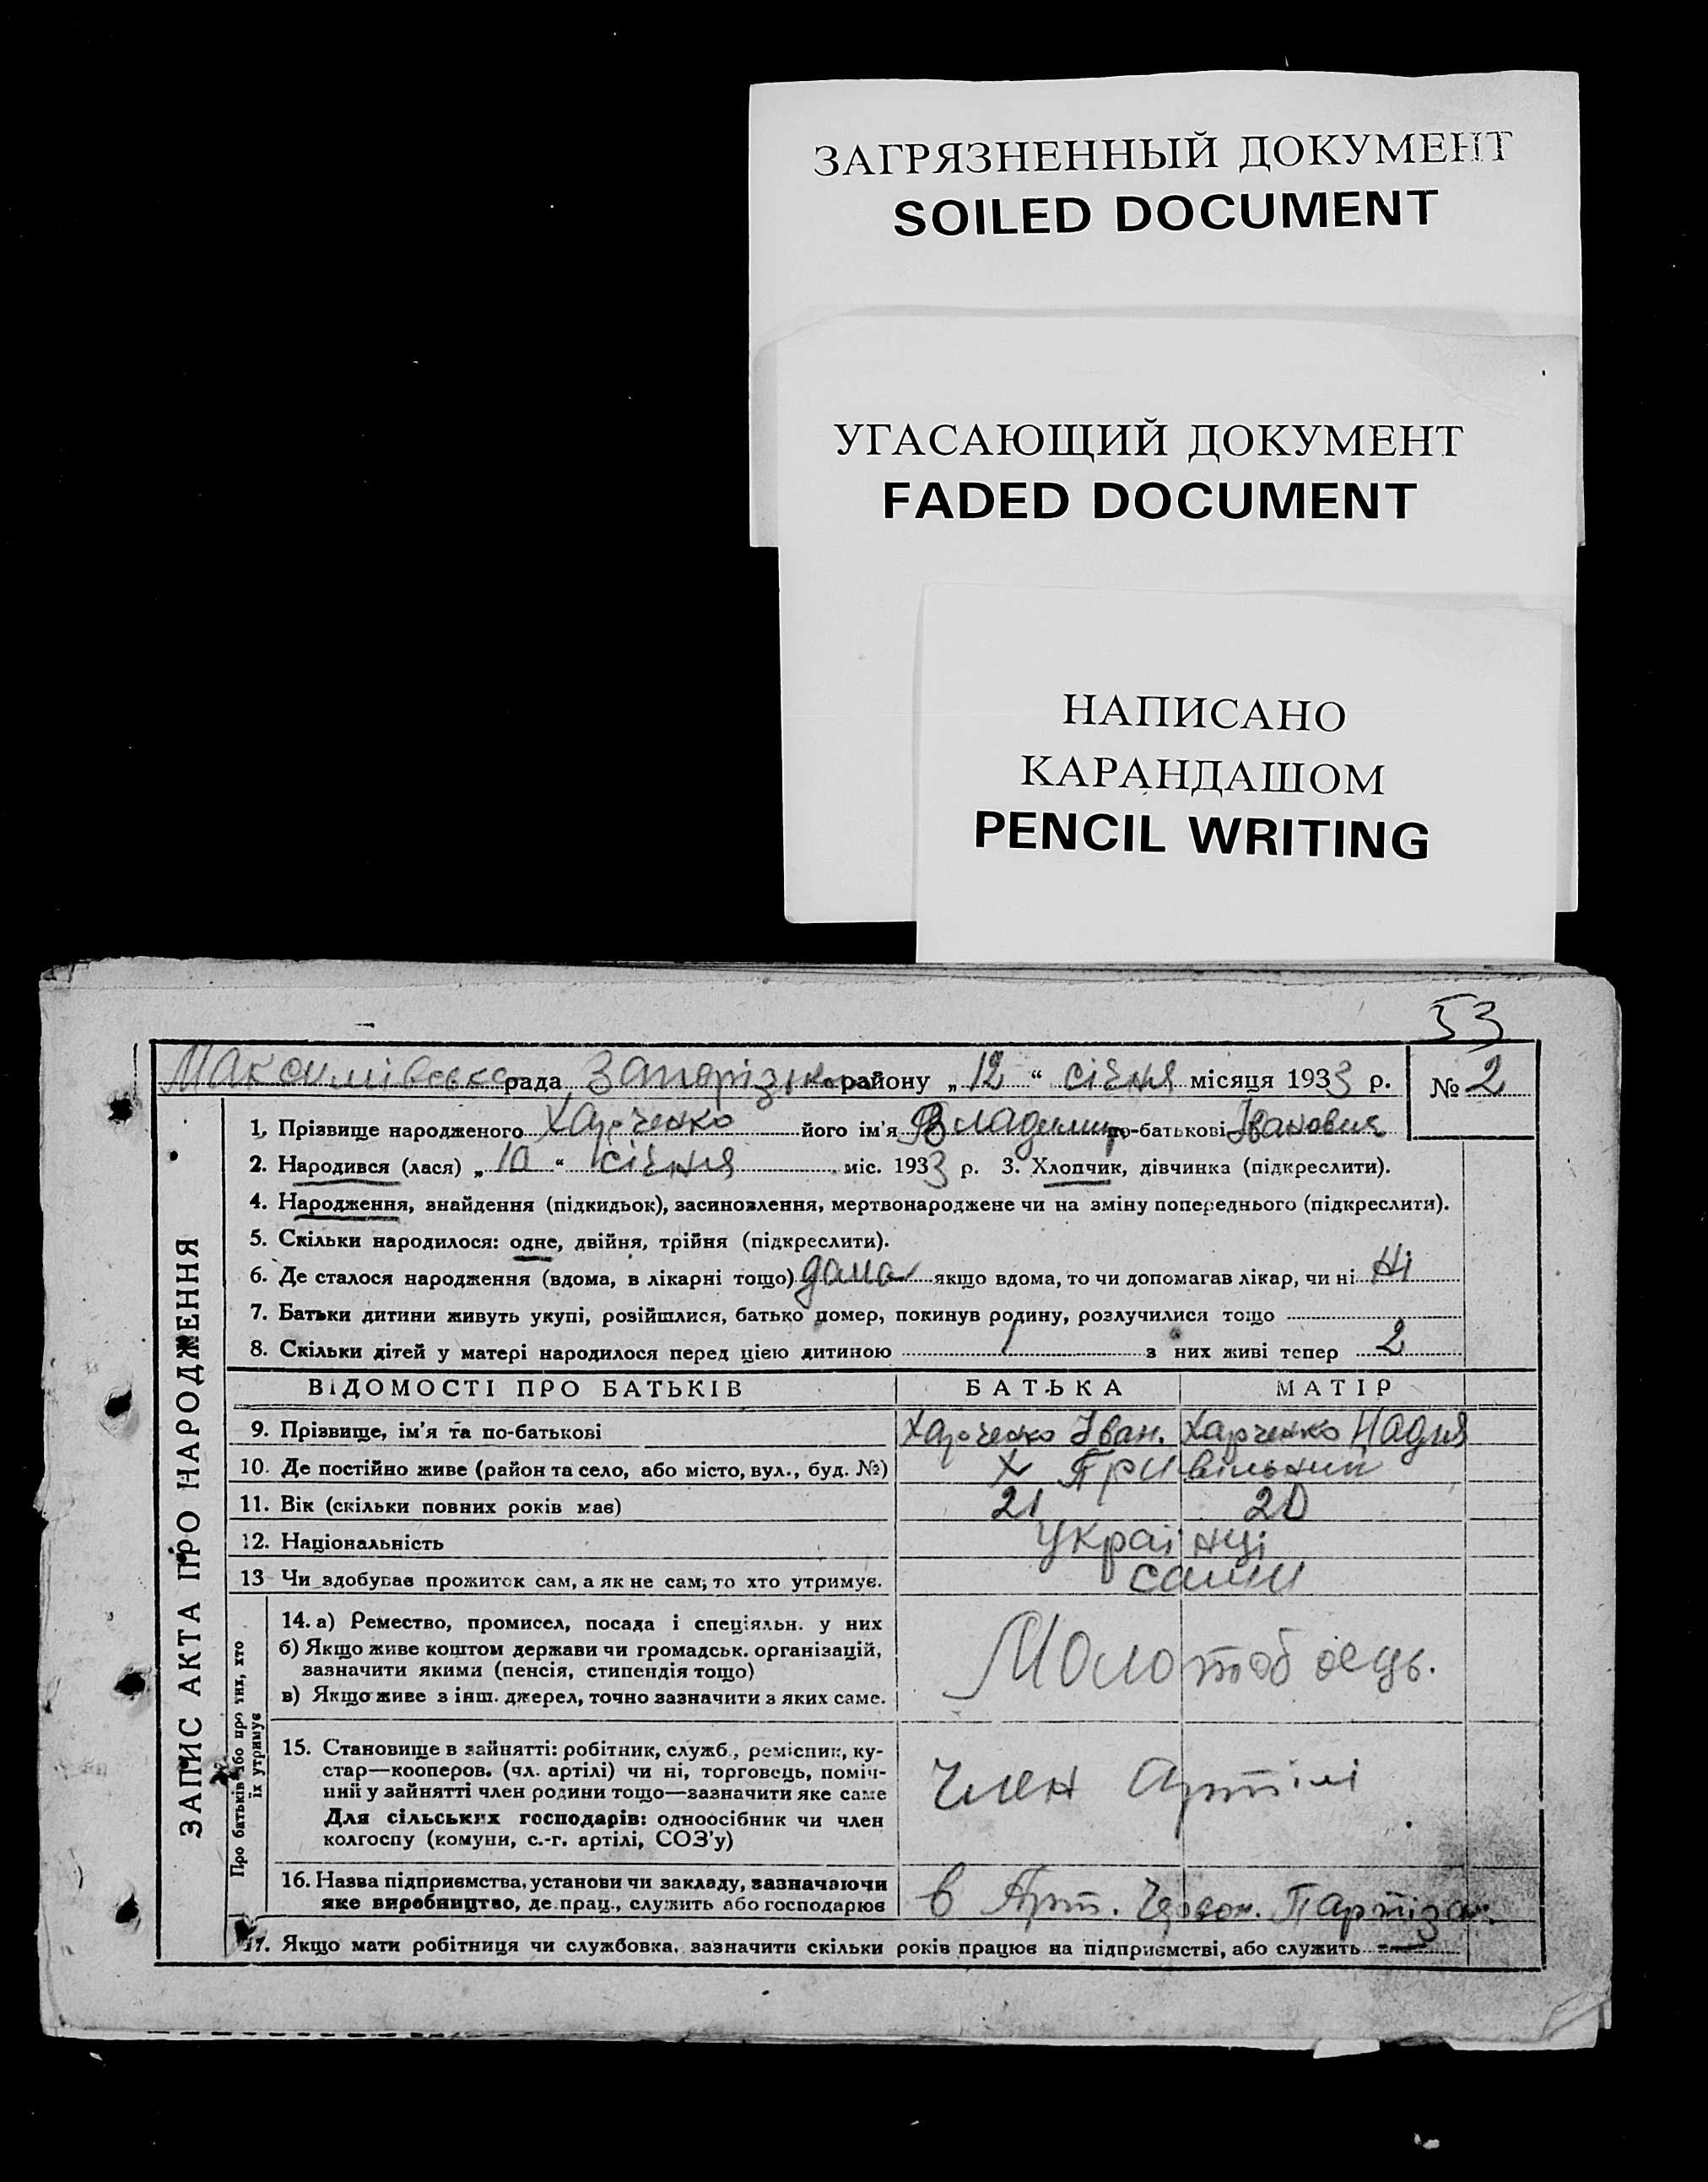 ЗАГРЯЗНЕННЫЙ ДОКУМЕНТ
SOILED DOCUMENT
УГАСАЮЩИЙ ДОКУМЕНТ
FADED DOCUMENT
НАПИСАНО
КАРАНДАШОМ
PENCIL WRITING
53
Максимівська рада Запорізького району „ 12 “ січня місяця 1933 р. № 2
ЗАПИС АКТА ПРО НАРОДЖЕННЯ
1. Прізвище народженого Харченко його ім'я Владимир по-батькові Іванович
2. Народився (лася) „ 10 “ січня міс. 1933 р. 3. Хлопчик, дівчинка (підкреслити).
4. Народження, знайдення (підкидьок), засиновлення, мертвонароджене чи на зміну попереднього (підкреслити).
5. Скільки народилося: одне, двійня, трійня (підкреслити).
6. Де сталося народження (вдома, в лікарні тощо) дома якщо вдома, то чи допомагав лікар, чи ні Ні
7. Батьки дитини живуть укупі, розійшлися, батько помер, покинув родину, розлучилися тощо
8. Скільки дітей у матері народилося перед цією дитиною 1 з них живі тепер 2
ВІДОМОСТІ ПРО БАТЬКІВ БАТЬКА МАТІР
9. Прізвище, ім'я та по-батькові Харченко Іван. Харченко Надія
10. Де постійно живе (район та село, або місто, вул., буд. №) Х Привільний
11. Вік (скільки повних років має) 21 20
12. Національність Українці
13 Чи здобував прожиток сам, а як не сам, то хто утримує. сами
Про батьків або про тих, хто
їх утримує
14. а) Ремество, промисел, посада і спеціяльн. у них
б) Якщо живе коштом держави чи громадськ. організацій,
зазначити якими (пенсія, стипендія тощо)
в) Якщо живе з інш. джерел, точно зазначити з яких саме.
Молотобоець.
15. Становище в зайнятті: робітник, служб., ремісник, ку-
стар—кооперов. (чл. артілі) чи ні, торговець, поміч-
ний у зайнятті член родини тощо—зазначити яке саме
Для сільських господарів: одноосібник чи член
колгоспу (комуни, с.-г. артілі, СОЗ'у)
Член Артілі
16. Назва підприємства, установи чи закладу, зазначаючи
яке виробництво, де прац., служить або господарює
в Арт. Червон. Партізан.
17. Якщо мати робітниця чи службовка, зазначити скільки років працює на підприємстві, або служить —